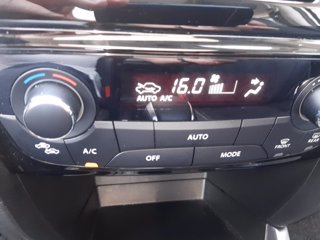 16.0
AUTO A/C
AUTO
A/C
OFF
MODE
FRONT
REAR